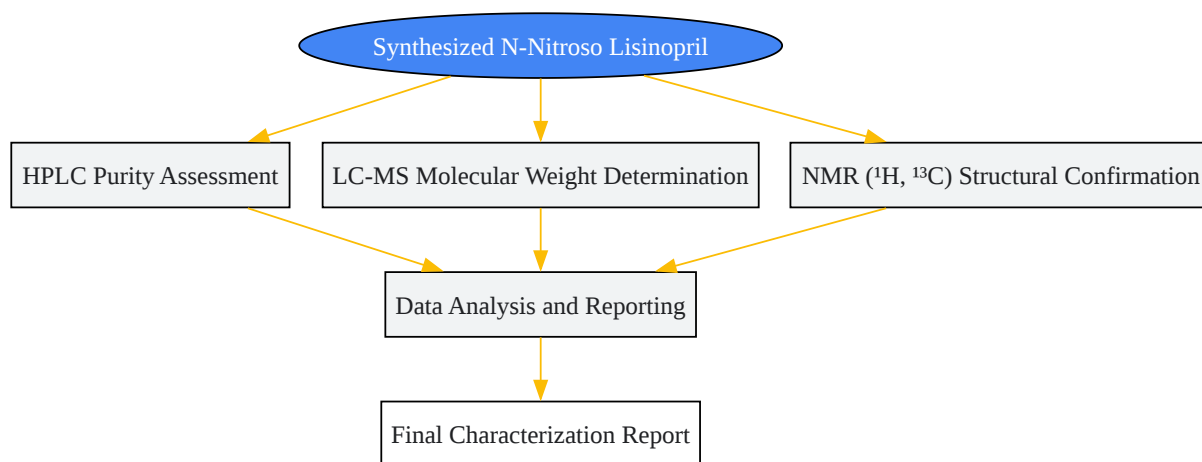 Synthesized N-Nitroso Lisinopril
HPLC Purity Assessment
LC-MS Molecular Weight Determination
NMR (¹H, ¹³C) Structural Confirmation
Data Analysis and Reporting
Final Characterization Report